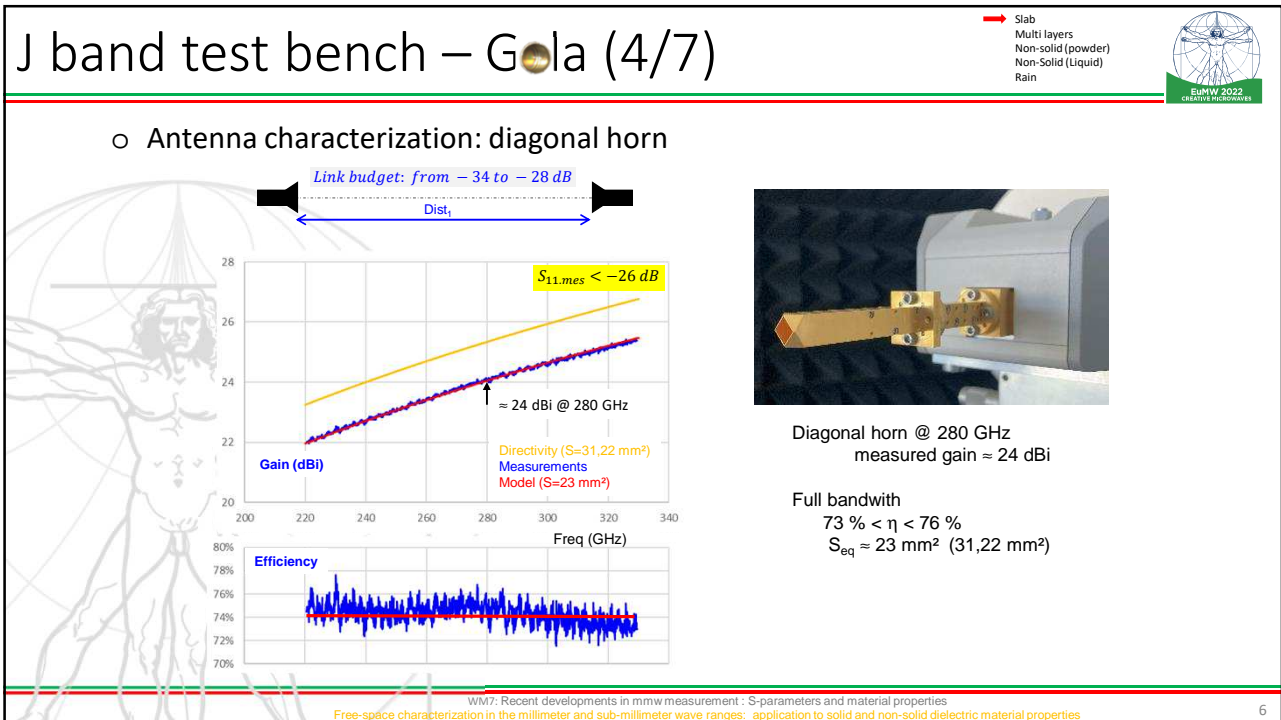 J band test bench – Gola (4/7)
Slab
Multi layers
Non-solid (powder)
Non-Solid (Liquid)
Rain
EuMW 2022
CREATIVE MICROWAVES
o Antenna characterization: diagonal horn
Link budget: from − 34 to − 28 dB
Dist₁
28
26
24
22
20
S₁₁.mes < −26 dB
≈ 24 dBi @ 280 GHz
Directivity (S=31,22 mm²)
Measurements
Model (S=23 mm²)
Gain (dBi)
200 220 240 260 280 300 320 340
Freq (GHz)
80%
78%
76%
74%
72%
70%
Efficiency
Diagonal horn @ 280 GHz
measured gain ≈ 24 dBi
Full bandwith
73 % < η < 76 %
Seq ≈ 23 mm² (31,22 mm²)
WM7: Recent developments in mmw measurement : S-parameters and material properties
Free-space characterization in the millimeter and sub-millimeter wave ranges: application to solid and non-solid dielectric material properties
6